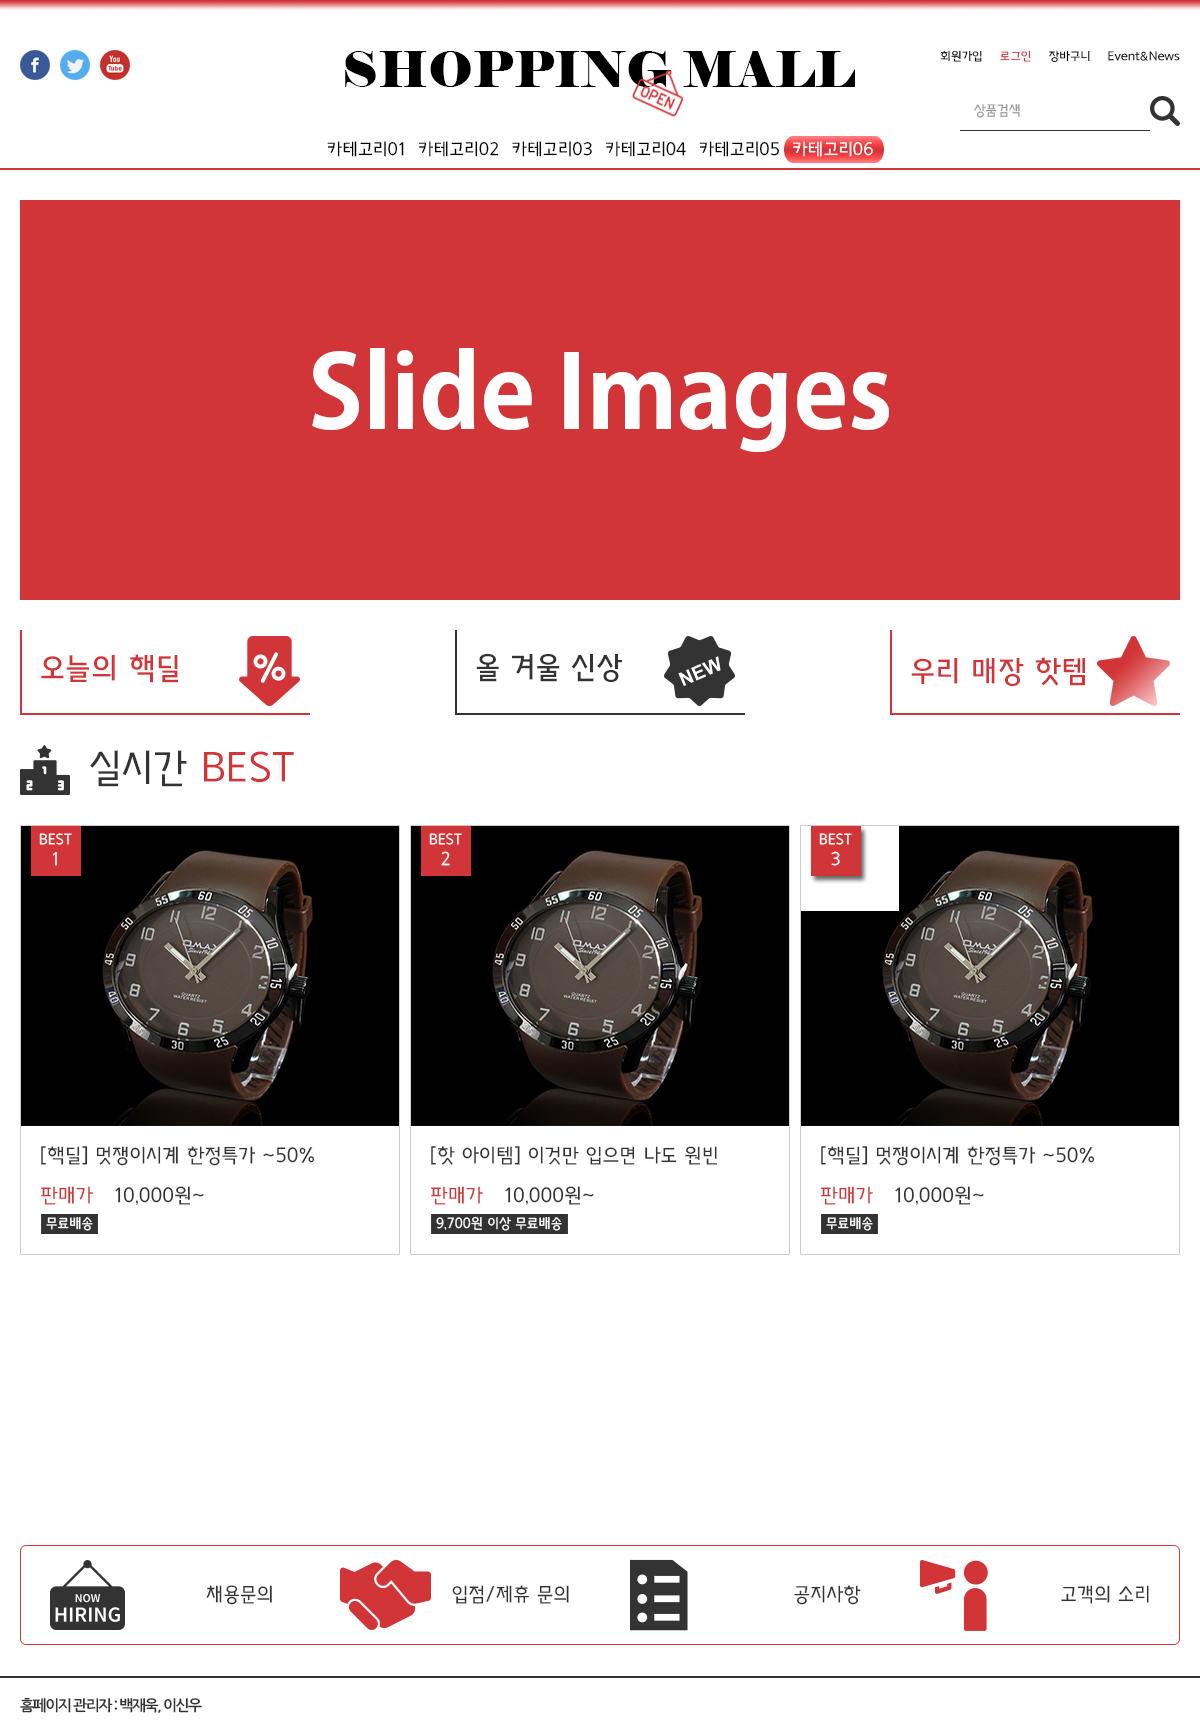 f
You
Tube
SHOPPING MALL
OPEN
회원가입 로그인 장바구니 Event&News
상품검색
카테고리01 카테고리02 카테고리03 카테고리04 카테고리05 카테고리06
Slide Images
오늘의 핵딜 %
올 겨울 신상 NEW
우리 매장 핫템
1
2 3
실시간 BEST
BEST
1
BEST
2
BEST
3
[핵딜] 멋쟁이시계 한정특가 ~50%
판매가 10,000원~
무료배송
[핫 아이템] 이것만 입으면 나도 원빈
판매가 10,000원~
9,700원 이상 무료배송
[핵딜] 멋쟁이시계 한정특가 ~50%
판매가 10,000원~
무료배송
NOW
HIRING
채용문의
입점/제휴 문의
공지사항
고객의 소리
홈페이지 관리자 : 백재욱, 이신우